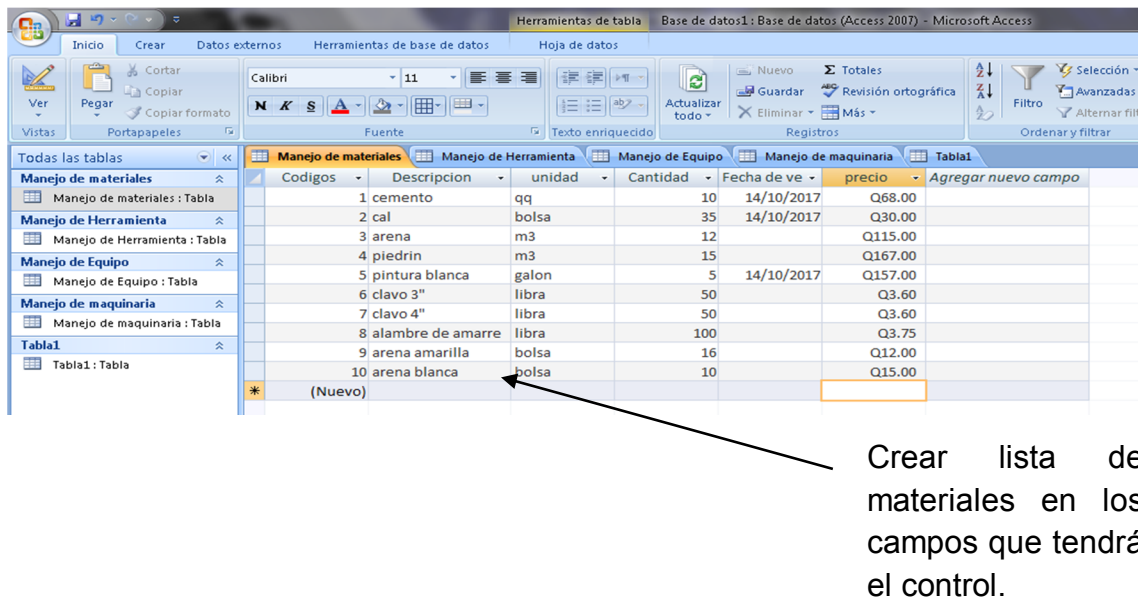 Herramientas de tabla Base de datos1 : Base de datos (Access 2007) - Microsoft Access
Inicio Crear Datos externos Herramientas de base de datos Hoja de datos
Ver
Vistas
Pegar
Cortar
Copiar
Copiar formato
Portapapeles
Calibri 11
N K S A
Fuente
Texto enriquecido
Actualizar
todo
Nuevo
Guardar
Eliminar
Σ Totales
Revisión ortográfica
Más
Registros
Filtro
Selección
Avanzadas
Alternar fil
Ordenar y filtrar
Todas las tablas
Manejo de materiales
Manejo de materiales : Tabla
Manejo de Herramienta
Manejo de Herramienta : Tabla
Manejo de Equipo
Manejo de Equipo : Tabla
Manejo de maquinaria
Manejo de maquinaria : Tabla
Tabla1
Tabla1 : Tabla
Manejo de materiales Manejo de Herramienta Manejo de Equipo Manejo de maquinaria Tabla1
Codigos Descripcion unidad Cantidad Fecha de ve precio Agregar nuevo campo
1 cemento qq 10 14/10/2017 Q68.00
2 cal bolsa 35 14/10/2017 Q30.00
3 arena m3 12 Q115.00
4 piedrin m3 15 Q167.00
5 pintura blanca galon 5 14/10/2017 Q157.00
6 clavo 3" libra 50 Q3.60
7 clavo 4" libra 50 Q3.60
8 alambre de amarre libra 100 Q3.75
9 arena amarilla bolsa 16 Q12.00
10 arena blanca bolsa 10 Q15.00
* (Nuevo)
Crear lista de
materiales en los
campos que tendrá
el control.